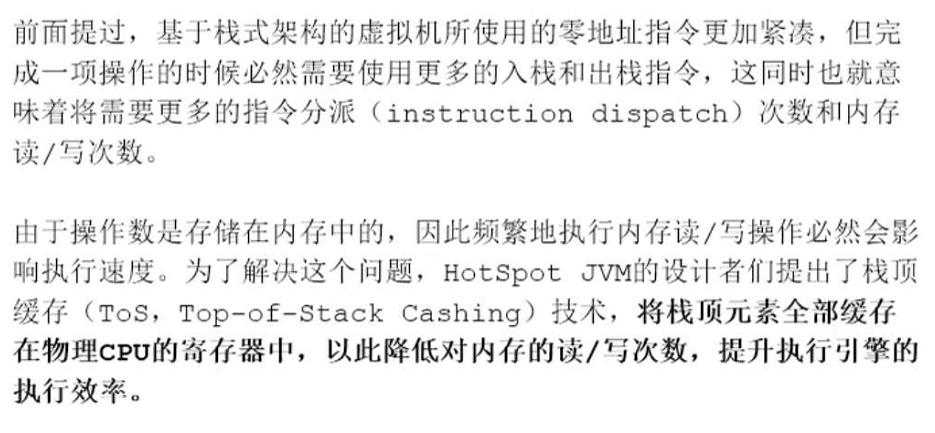 前面提过，基于栈式架构的虚拟机所使用的零地址指令更加紧凑，但完
成一项操作的时候必然需要使用更多的入栈和出栈指令，这同时也就意
味着将需要更多的指令分派（instruction dispatch）次数和内存
读/写次数。
由于操作数是存储在内存中的，因此频繁地执行内存读/写操作必然会影
响执行速度。为了解决这个问题，HotSpot JVM的设计者们提出了栈顶
缓存（ToS，Top-of-Stack Cashing）技术，将栈顶元素全部缓存
在物理CPU的寄存器中，以此降低对内存的读/写次数，提升执行引擎的
执行效率。